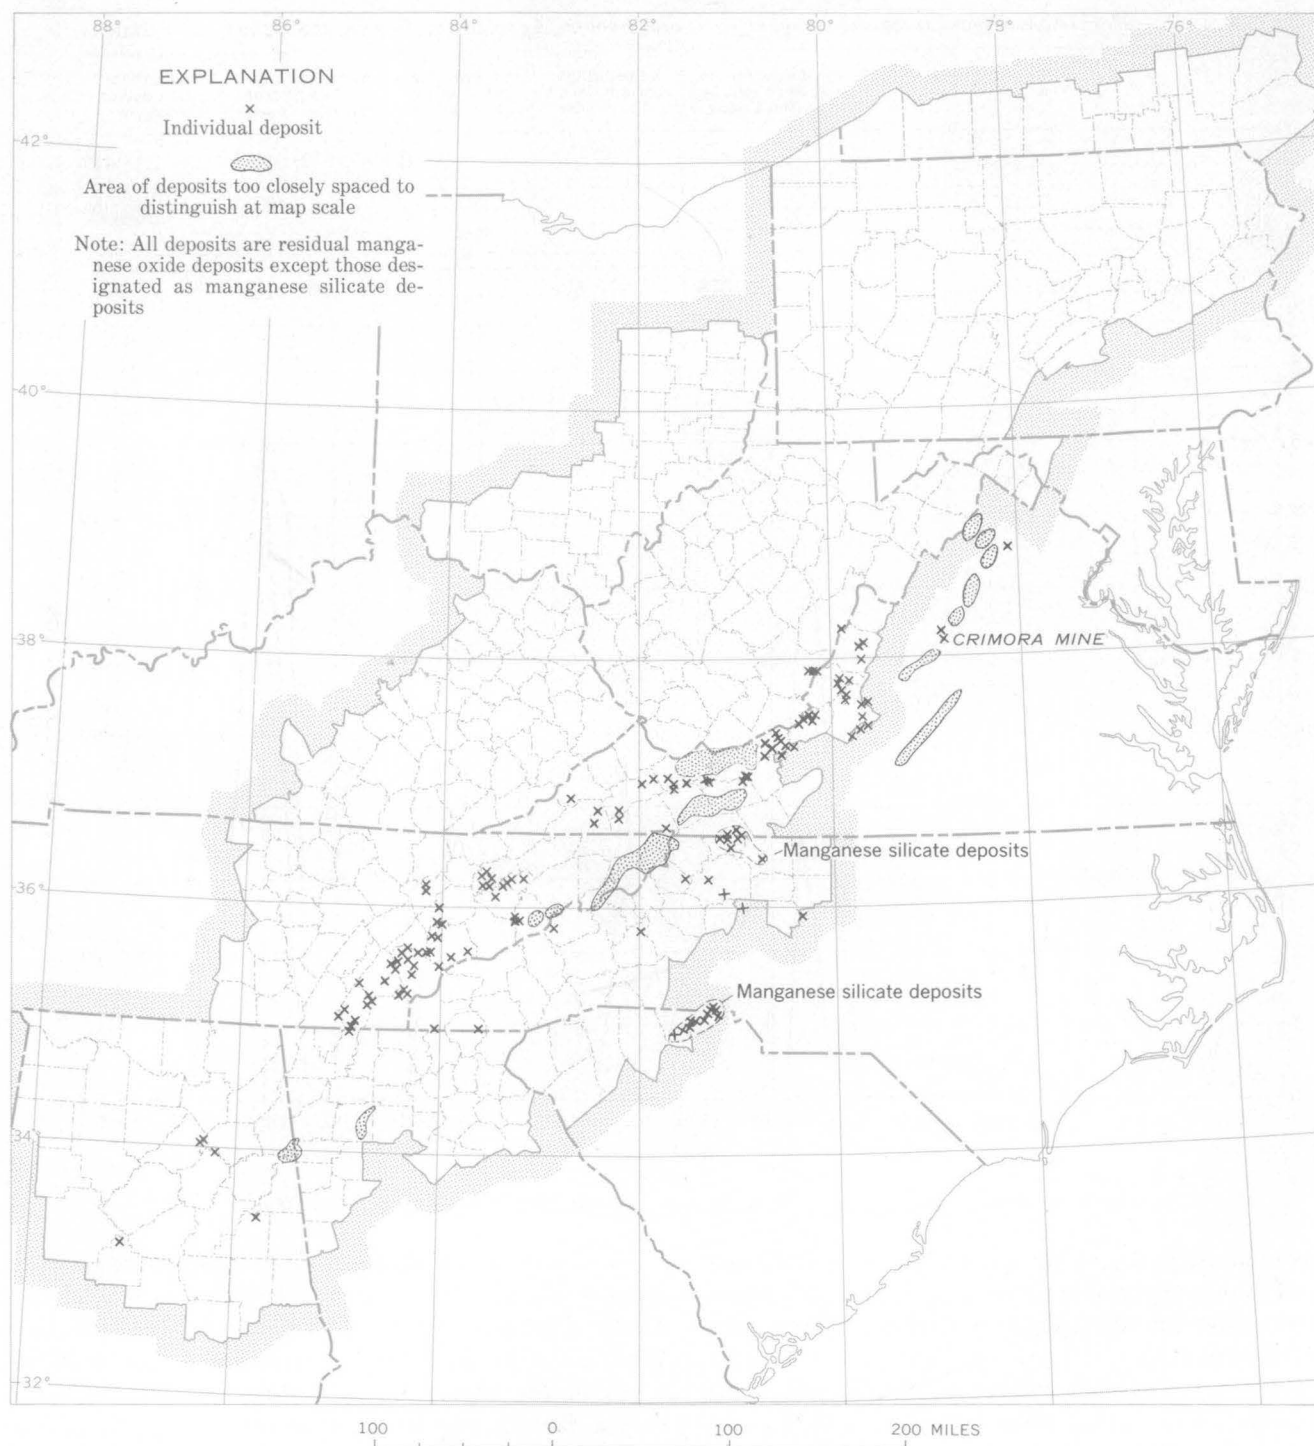 88° 86° 84° 82° 80° 78° 76°
EXPLANATION
×
Individual deposit
42°
Area of deposits too closely spaced to
distinguish at map scale
Note: All deposits are residual manga-
nese oxide deposits except those des-
ignated as manganese silicate de-
posits
40°
38°
CRIMORA MINE
Manganese silicate deposits
36°
Manganese silicate deposits
34°
32°
100 0 100 200 MILES